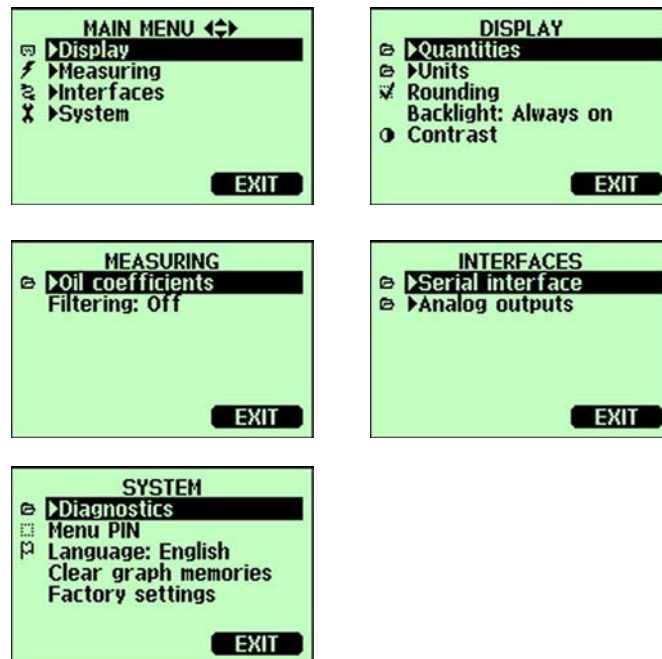 MAIN MENU
Display
Measuring
Interfaces
System
EXIT
DISPLAY
Quantities
Units
Rounding
Backlight: Always on
Contrast
EXIT
MEASURING
Oil coefficients
Filtering: Off
EXIT
INTERFACES
Serial interface
Analog outputs
EXIT
SYSTEM
Diagnostics
Menu PIN
Language: English
Clear graph memories
Factory settings
EXIT